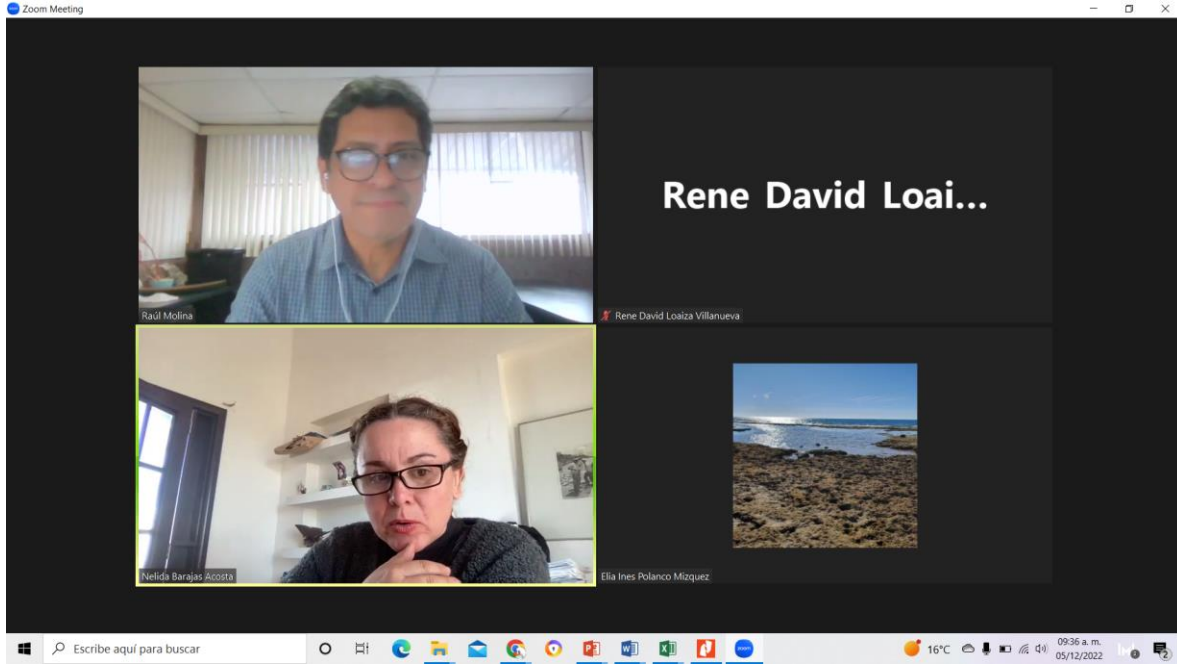 Zoom Meeting
Raúl Molina
Rene David Loai...
Rene David Loaiza Villanueva
Nelida Barajas Acosta
Elia Ines Polanco Mizquez
Escribe aquí para buscar
16°C
09:36 a. m.
05/12/2022